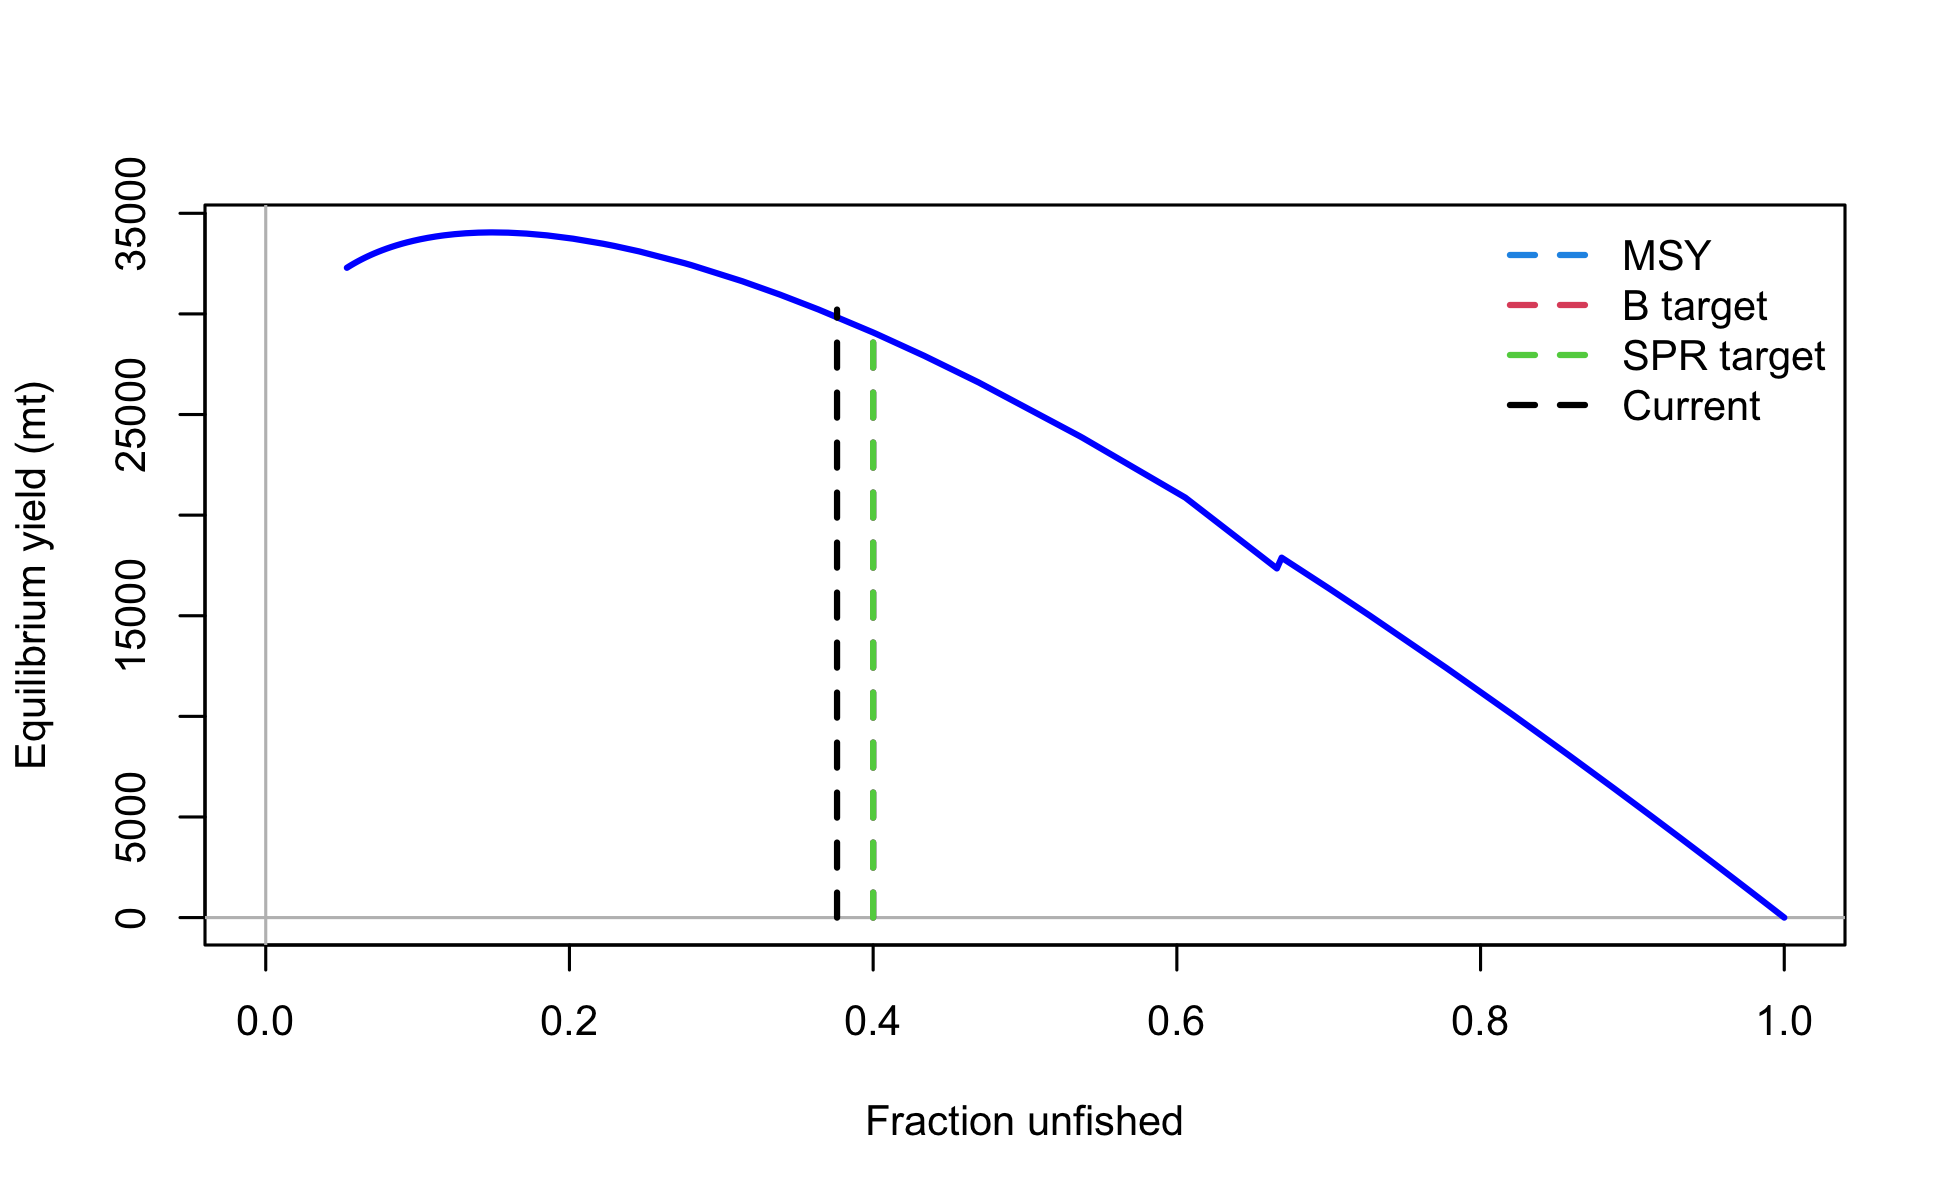 35000
25000
15000
5000
0
Equilibrium yield (mt)
MSY
B target
SPR target
Current
0.0 0.2 0.4 0.6 0.8 1.0
Fraction unfished